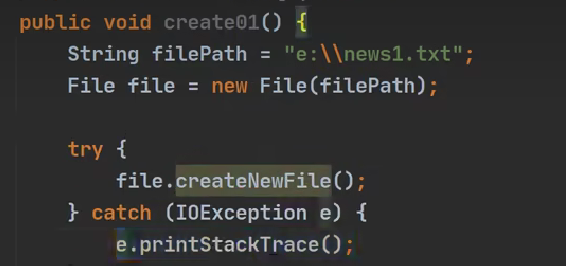 public void create01() {
    String filePath = "e:\\news1.txt";
    File file = new File(filePath);
    try {
        file.createNewFile();
    } catch (IOException e) {
        e.printStackTrace();